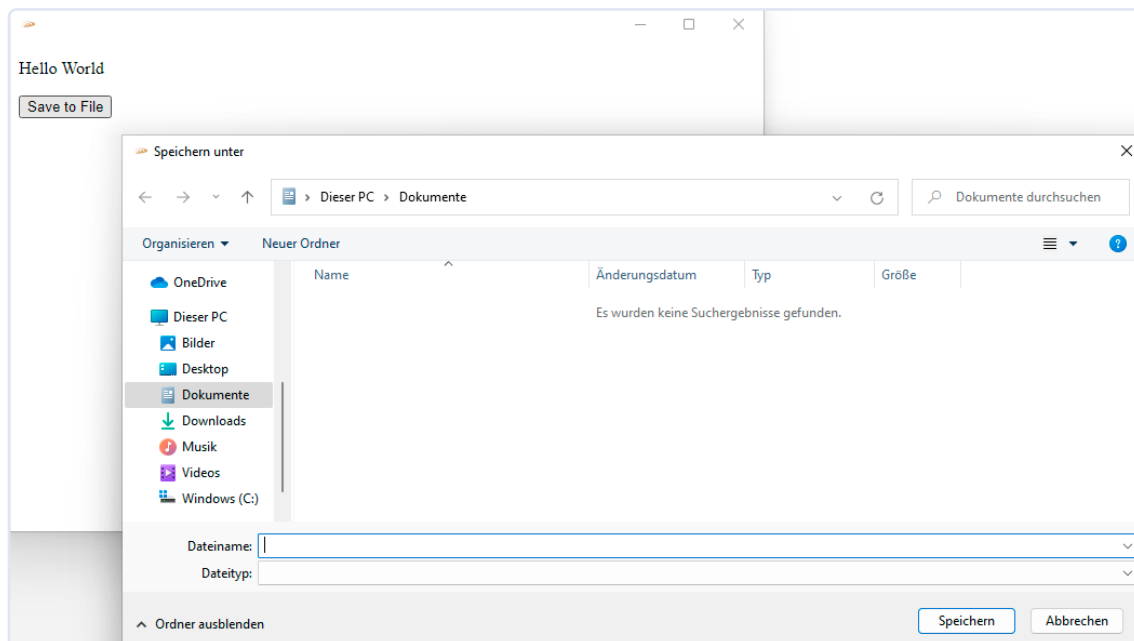 Hello World
Save to File
Speichern unter
Dieser PC Dokumente
Dokumente durchsuchen
Organisieren Neuer Ordner
Name Änderungsdatum Typ Größe
Es wurden keine Suchergebnisse gefunden.
OneDrive
Dieser PC
Bilder
Desktop
Dokumente
Downloads
Musik
Videos
Windows (C:)
Dateiname:
Dateityp:
Ordner ausblenden
Speichern Abbrechen